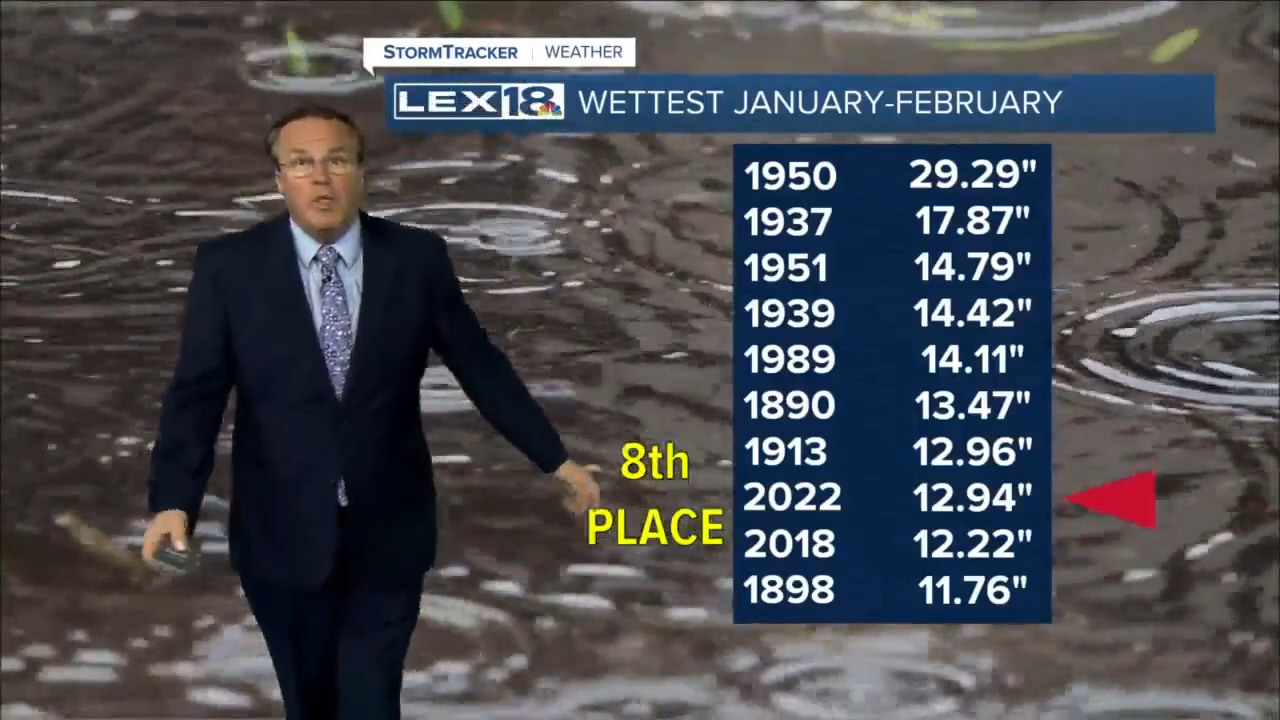 STORMTRACKER | WEATHER
LEX18 WETTEST JANUARY-FEBRUARY
1950 29.29"
1937 17.87"
1951 14.79"
1939 14.42"
1989 14.11"
1890 13.47"
1913 12.96"
8th
PLACE
2022 12.94"
2018 12.22"
1898 11.76"